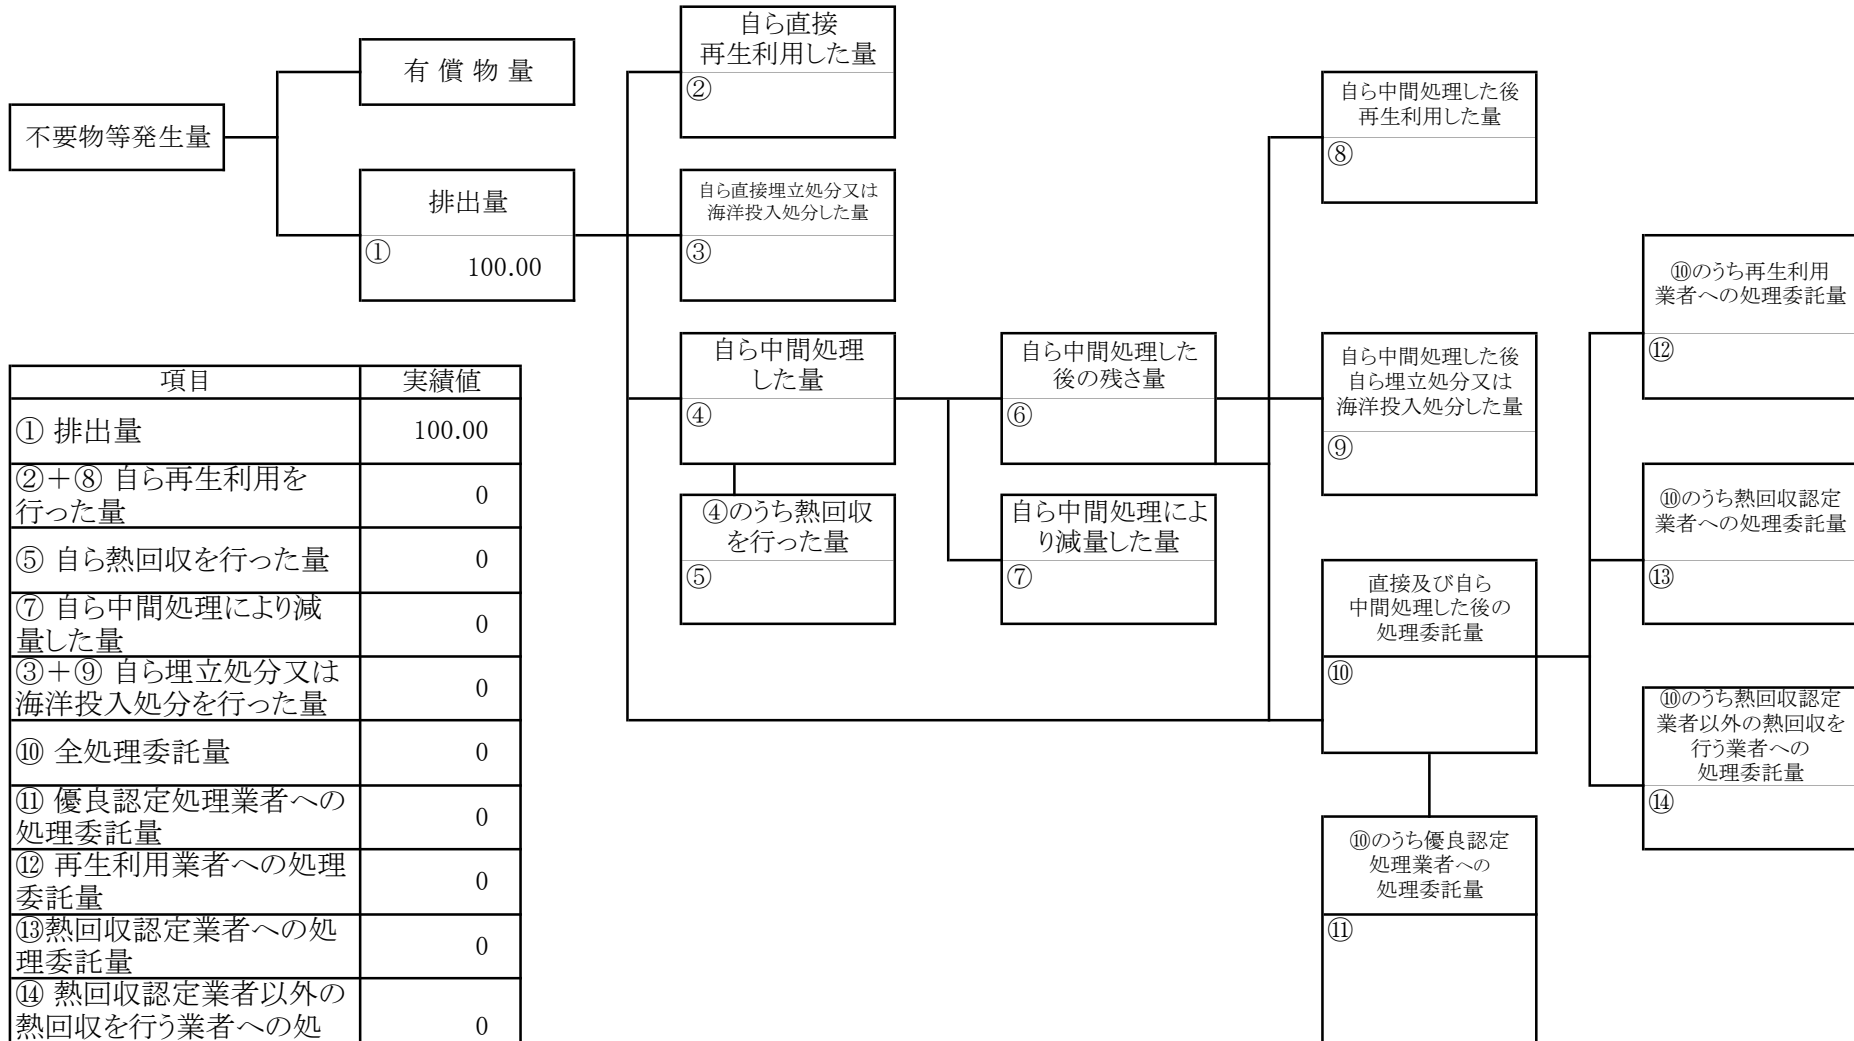 不要物等発生量
有 償 物 量
排出量
①
100.00
自ら直接
再生利用した量
②
自ら直接埋立処分又は
海洋投入処分した量
③
自ら中間処理
した量
④
④のうち熱回収
を行った量
⑤
自ら中間処理した
後の残さ量
⑥
自ら中間処理によ
り減量した量
⑦
自ら中間処理した後
再生利用した量
⑧
自ら中間処理した後
自ら埋立処分又は
海洋投入処分した量
⑨
直接及び自ら
中間処理した後の
処理委託量
⑩
⑩のうち優良認定
処理業者への
処理委託量
⑪
⑩のうち再生利用
業者への処理委託量
⑫
⑩のうち熱回収認定
業者への処理委託量
⑬
⑩のうち熱回収認定
業者以外の熱回収を
行う業者への
処理委託量
⑭
項目 実績値
① 排出量 100.00
②+⑧ 自ら再生利用を
行った量 0
⑤ 自ら熱回収を行った量 0
⑦ 自ら中間処理により減
量した量 0
③+⑨ 自ら埋立処分又は
海洋投入処分を行った量 0
⑩ 全処理委託量 0
⑪ 優良認定処理業者への
処理委託量 0
⑫ 再生利用業者への処理
委託量 0
⑬熱回収認定業者への処
理委託量 0
⑭ 熱回収認定業者以外の
熱回収を行う業者への処 0